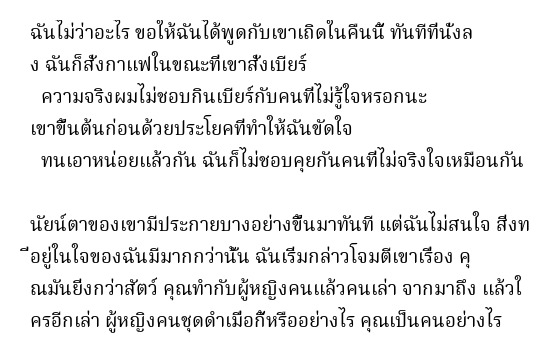 ฉันไม่ว่าอะไร ขอให้ฉันได้พูดกับเขาเถิดในคืนนี้ ทันทีที่นั่งล
ง ฉันก็สั่งกาแฟในขณะที่เขาสั่งเบียร์
ความจริงผมไม่ชอบกินเบียร์กับคนที่ไม่รู้ใจหรอกนะ
เขาขึ้นต้นก่อนด้วยประโยคที่ทำให้ฉันขัดใจ
ทนเอาหน่อยแล้วกัน ฉันก็ไม่ชอบคุยกันคนที่ไม่จริงใจเหมือนกัน
นัยน์ตาของเขามีประกายบางอย่างขึ้นมาทันที แต่ฉันไม่สนใจ สิ่งท
ี่อยู่ในใจของฉันมีมากกว่านั้น ฉันเริ่มกล่าวโจมตีเขาเรื่อง คุ
ณมันยิ่งกว่าสัตว์ คุณทำกับผู้หญิงคนแล้วคนเล่า จากมาถึง แล้วใ
ครอีกเล่า ผู้หญิงคนชุดดำเมื่อกี้หรืออย่างไร คุณเป็นคนอย่างไร